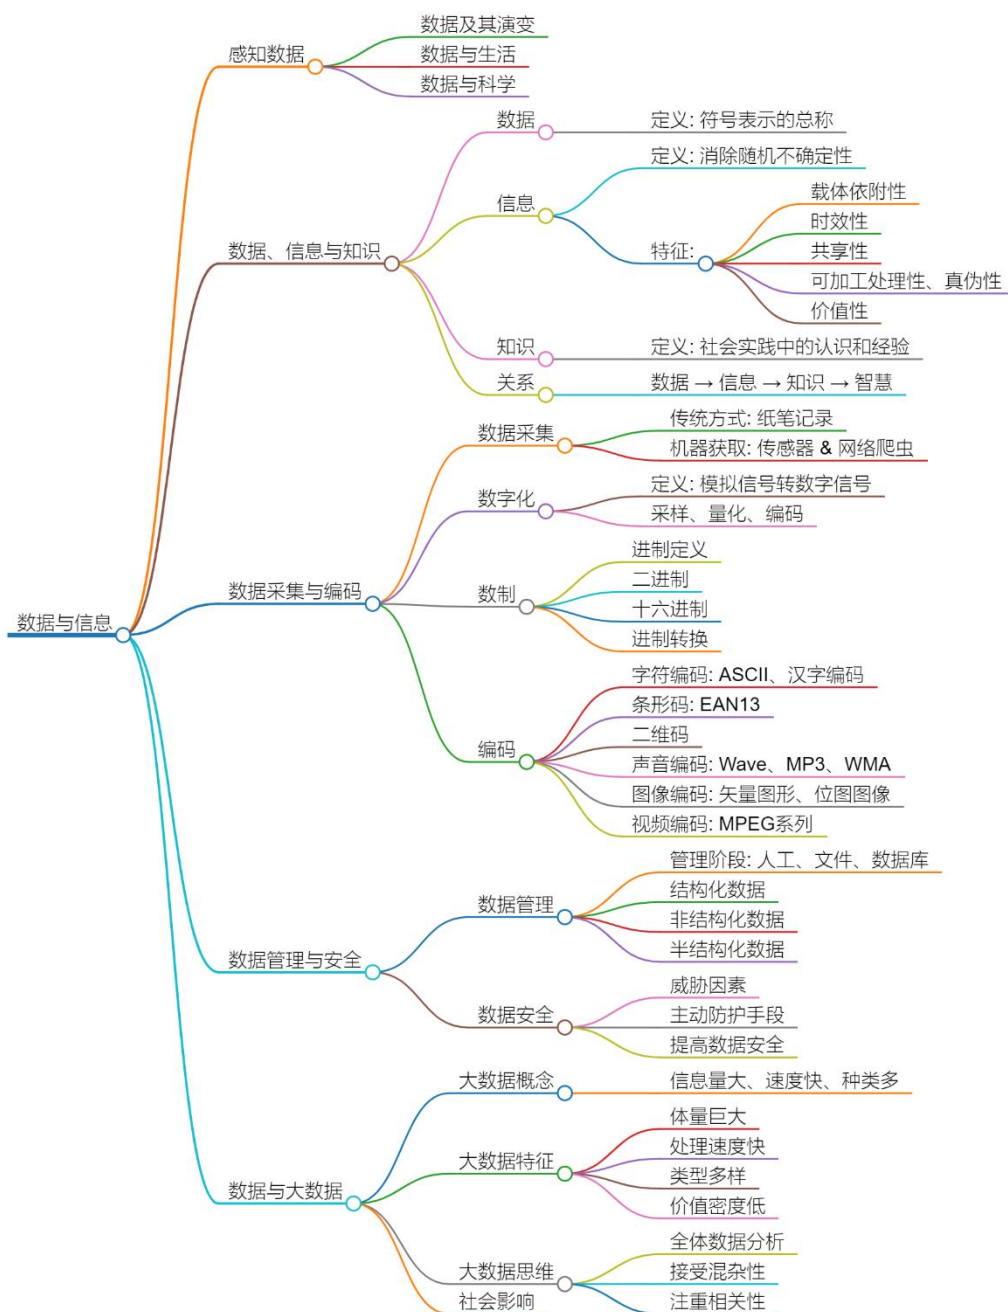 数据与信息
感知数据
数据及其演变
数据与生活
数据与科学
数据、信息与知识
数据
定义: 符号表示的总称
信息
定义: 消除随机不确定性
特征:
载体依附性
时效性
共享性
可加工处理性、真伪性
价值性
知识
定义: 社会实践中的认识和经验
关系
数据 → 信息 → 知识 → 智慧
数据采集与编码
数据采集
传统方式: 纸笔记录
机器获取: 传感器 & 网络爬虫
数字化
定义: 模拟信号转数字信号
采样、量化、编码
数制
进制定义
二进制
十六进制
进制转换
编码
字符编码: ASCII、汉字编码
条形码: EAN13
二维码
声音编码: Wave、MP3、WMA
图像编码: 矢量图形、位图图像
视频编码: MPEG系列
数据管理与安全
数据管理
管理阶段: 人工、文件、数据库
结构化数据
非结构化数据
半结构化数据
数据安全
威胁因素
主动防护手段
提高数据安全
数据与大数据
大数据概念
信息量大、速度快、种类多
大数据特征
体量巨大
处理速度快
类型多样
价值密度低
大数据思维
全体数据分析
接受混杂性
注重相关性
社会影响